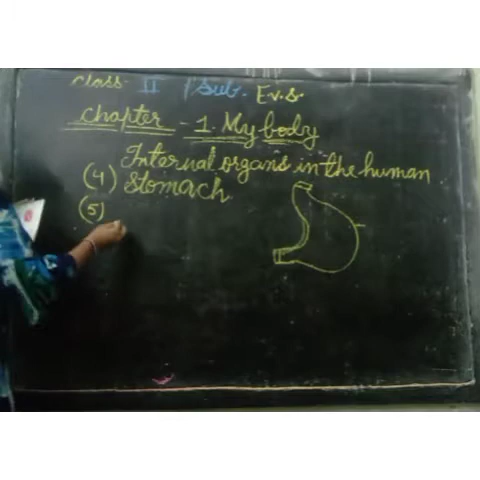 class II / Sub. Ev.s.
Chapter - 1. My body
Internal organs in the human
(4) Stomach
(5)